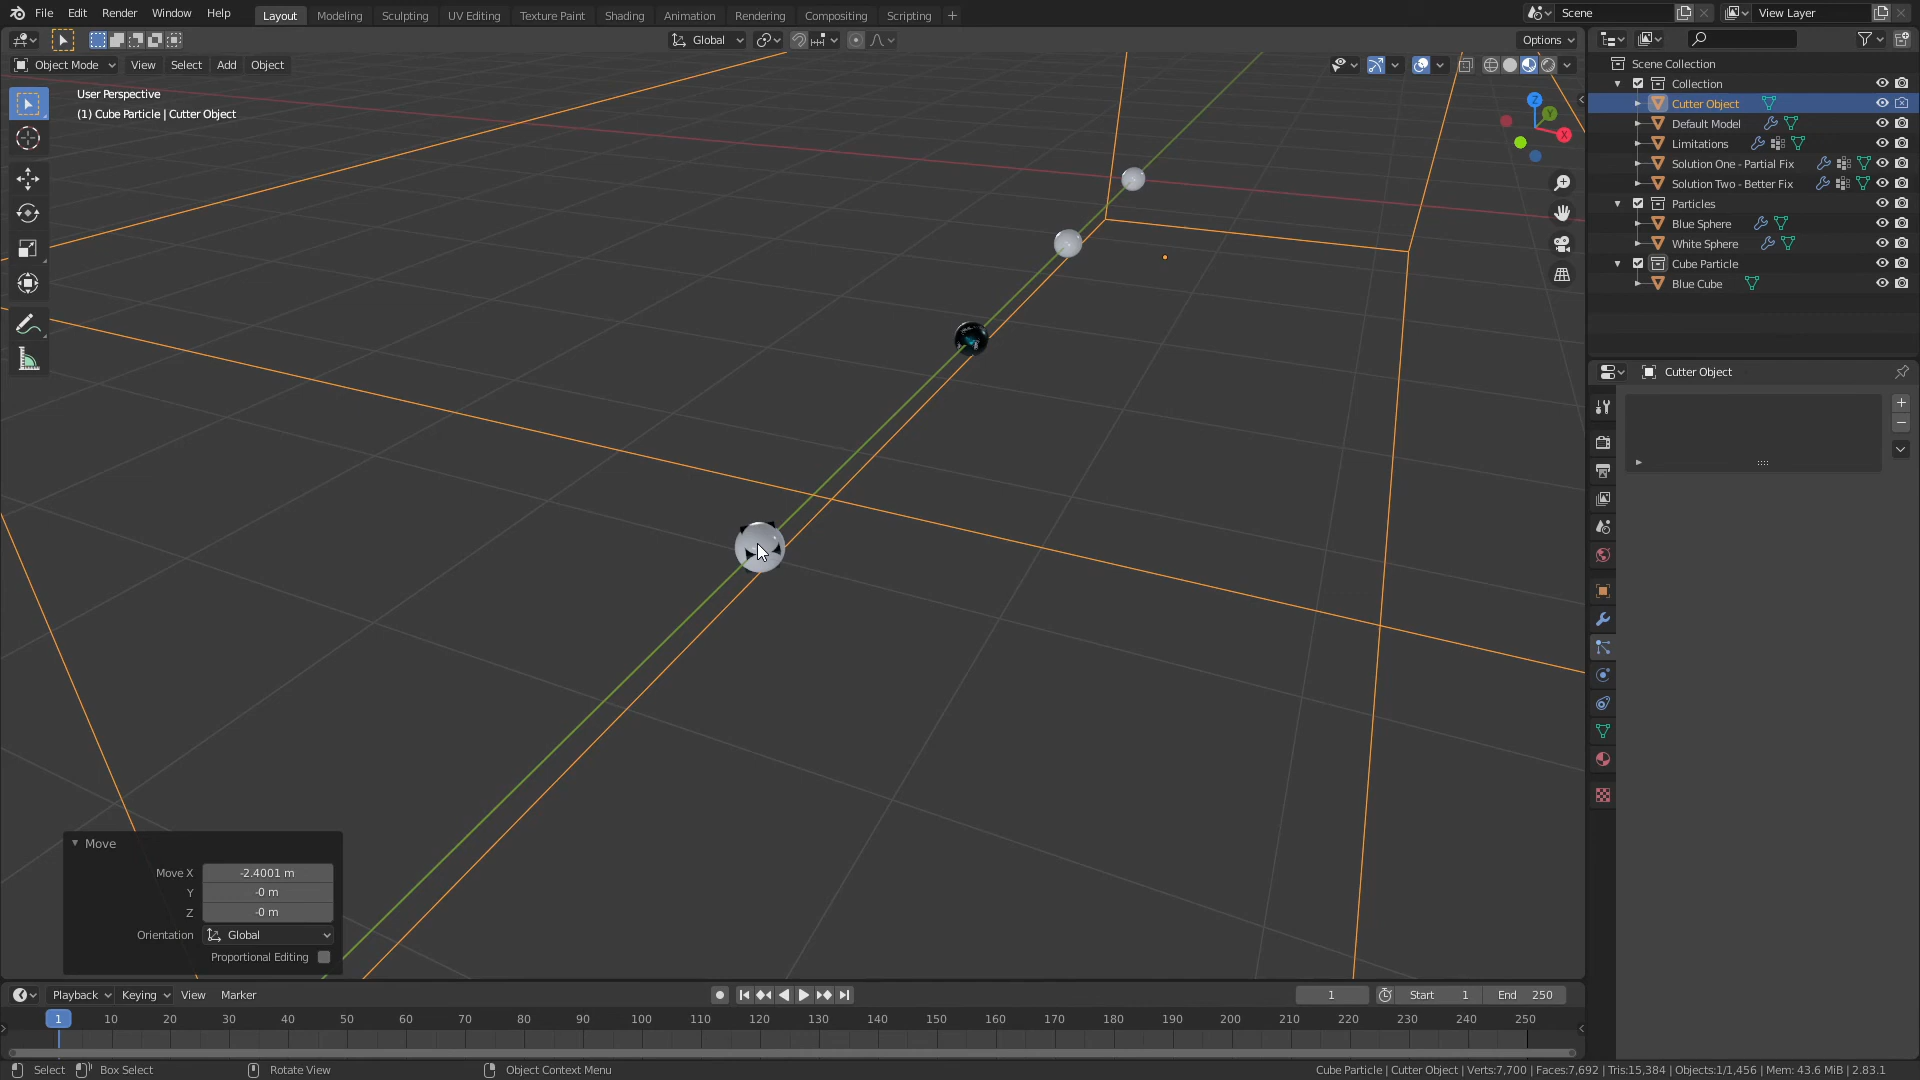 File Edit Render Window Help Layout Modeling Sculpting UV Editing Texture Paint Shading Animation Rendering Compositing Scripting + Scene View Layer
Global Options
Object Mode View Select Add Object
User Perspective
(1) Cube Particle | Cutter Object
Z
Y
X
Scene Collection
Collection
Cutter Object
Default Model
Limitations
Solution One - Partial Fix
Solution Two - Better Fix
Particles
Blue Sphere
White Sphere
Cube Particle
Blue Cube
Cutter Object
Move
Move X -2.4001 m
Y -0 m
Z -0 m
Orientation Global
Proportional Editing
Playback Keying View Marker 1 Start 1 End 250
1 10 20 30 40 50 60 70 80 90 100 110 120 130 140 150 160 170 180 190 200 210 220 230 240 250
Select Box Select Rotate View Object Context Menu Cube Particle | Cutter Object | Verts:7,700 | Faces:7,692 | Tris:15,384 | Objects:1/1,456 | Mem: 43.6 MiB | 2.83.1